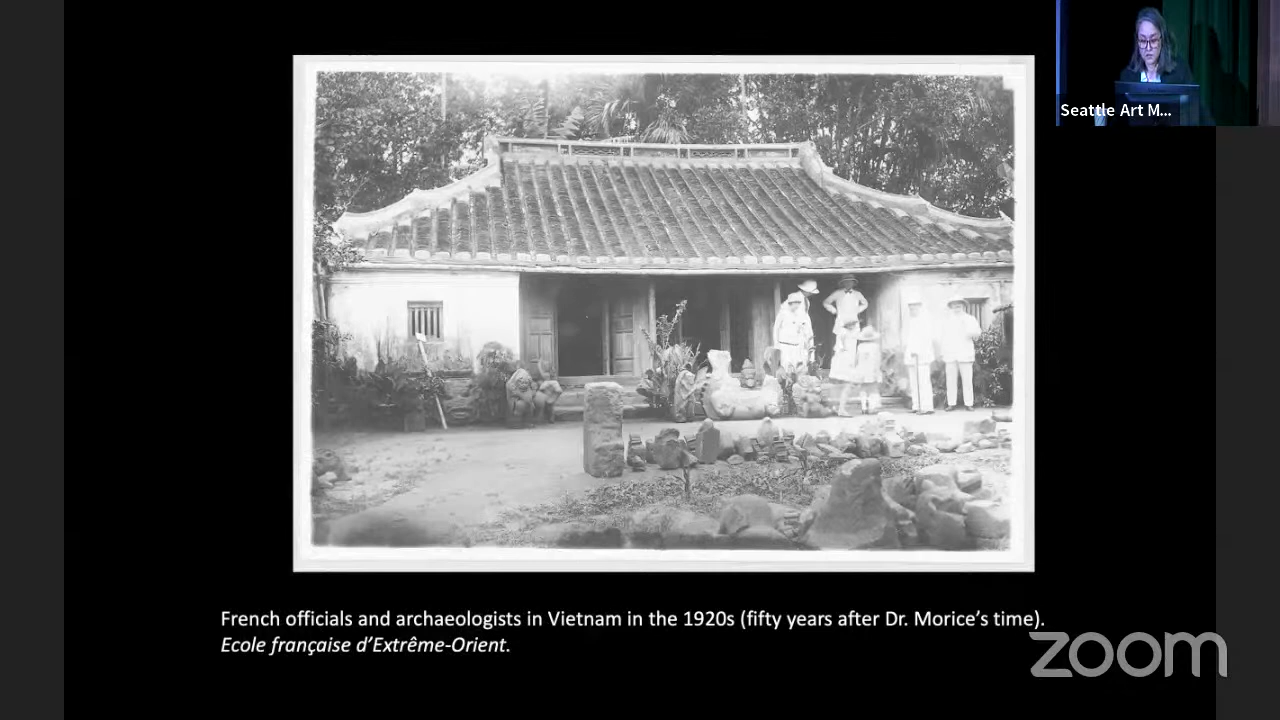 Seattle Art M...
French officials and archaeologists in Vietnam in the 1920s (fifty years after Dr. Morice's time).
Ecole française d'Extrême-Orient.
zoom